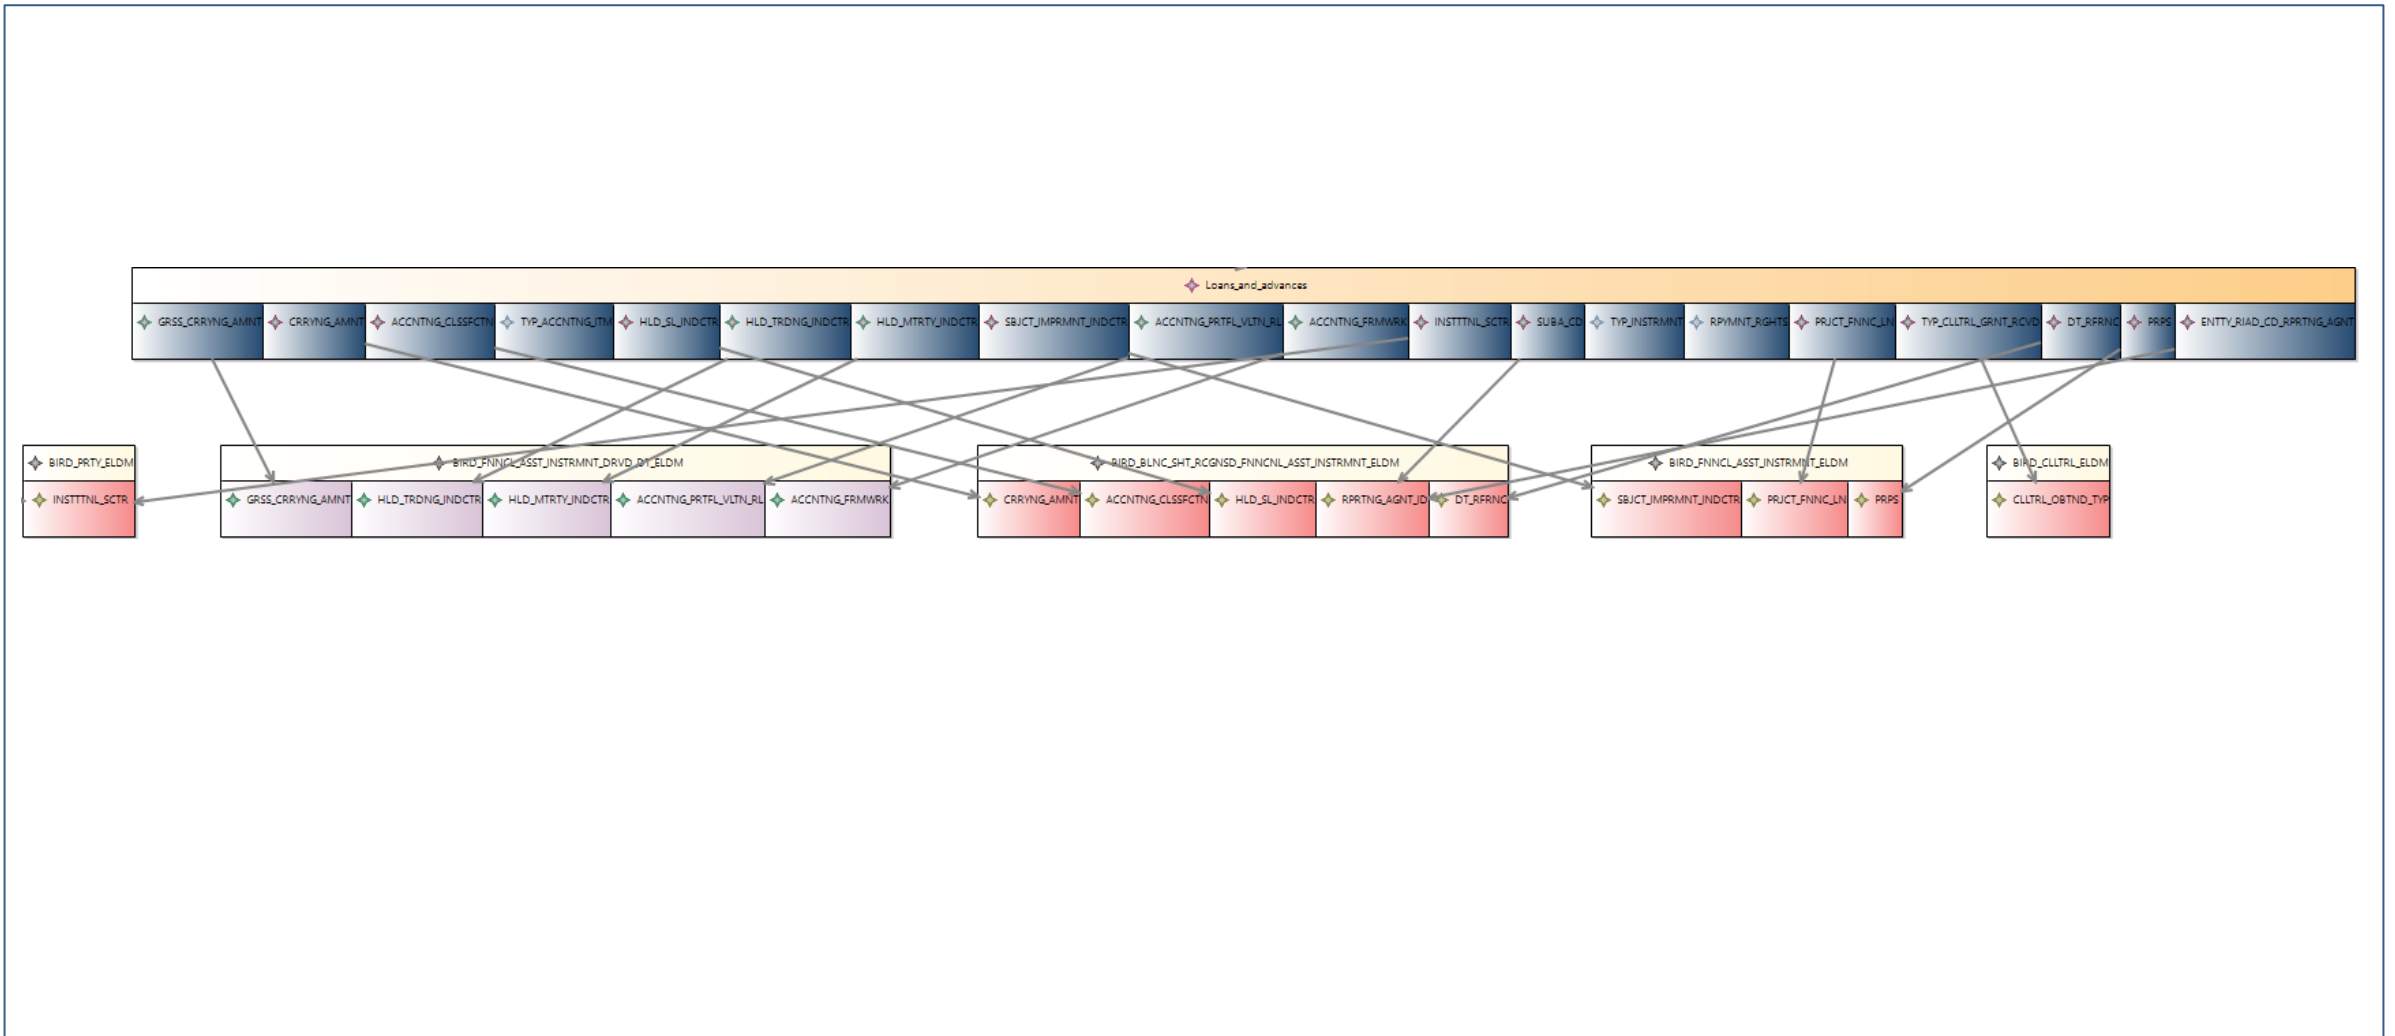 Loans_and_advances
GRSS_CRRYNG_AMNT CRRYNG_AMNT ACCNTNG_CLSSFCTN TYP_ACCNTNG_ITM HLD_SL_INDCTR HLD_TRDNG_INDCTR HLD_MTRTY_INDCTR SBJCT_IMPRMNT_INDCTR ACCNTNG_PRTFL_VLTN_RL ACCNTNG_FRMWRK INSTTTNL_SCTR SUBA_CD TYP_INSTRMNT RPYMNT_RGHTS PRJCT_FNNC_LN TYP_CLLTRL_GRNT_RCVD DT_RFRNC PRPS ENTTY_RIAD_CD_RPRTNG_AGNT
BIRD_PRTY_ELDM BIRD_FNNCL_ASST_INSTRMNT_DRVD_DT_ELDM BIRD_BLNC_SHT_RCGNSD_FNNCNL_ASST_INSTRMNT_ELDM BIRD_FNNCL_ASST_INSTRMNT_ELDM BIRD_CLLTRL_ELDM
INSTTTNL_SCTR GRSS_CRRYNG_AMNT HLD_TRDNG_INDCTR HLD_MTRTY_INDCTR ACCNTNG_PRTFL_VLTN_RL ACCNTNG_FRMWRK CRRYNG_AMNT ACCNTNG_CLSSFCTN HLD_SL_INDCTR RPRTNG_AGNT_ID DT_RFRNC SBJCT_IMPRMNT_INDCTR PRJCT_FNNC_LN PRPS CLLTRL_OBTND_TYP